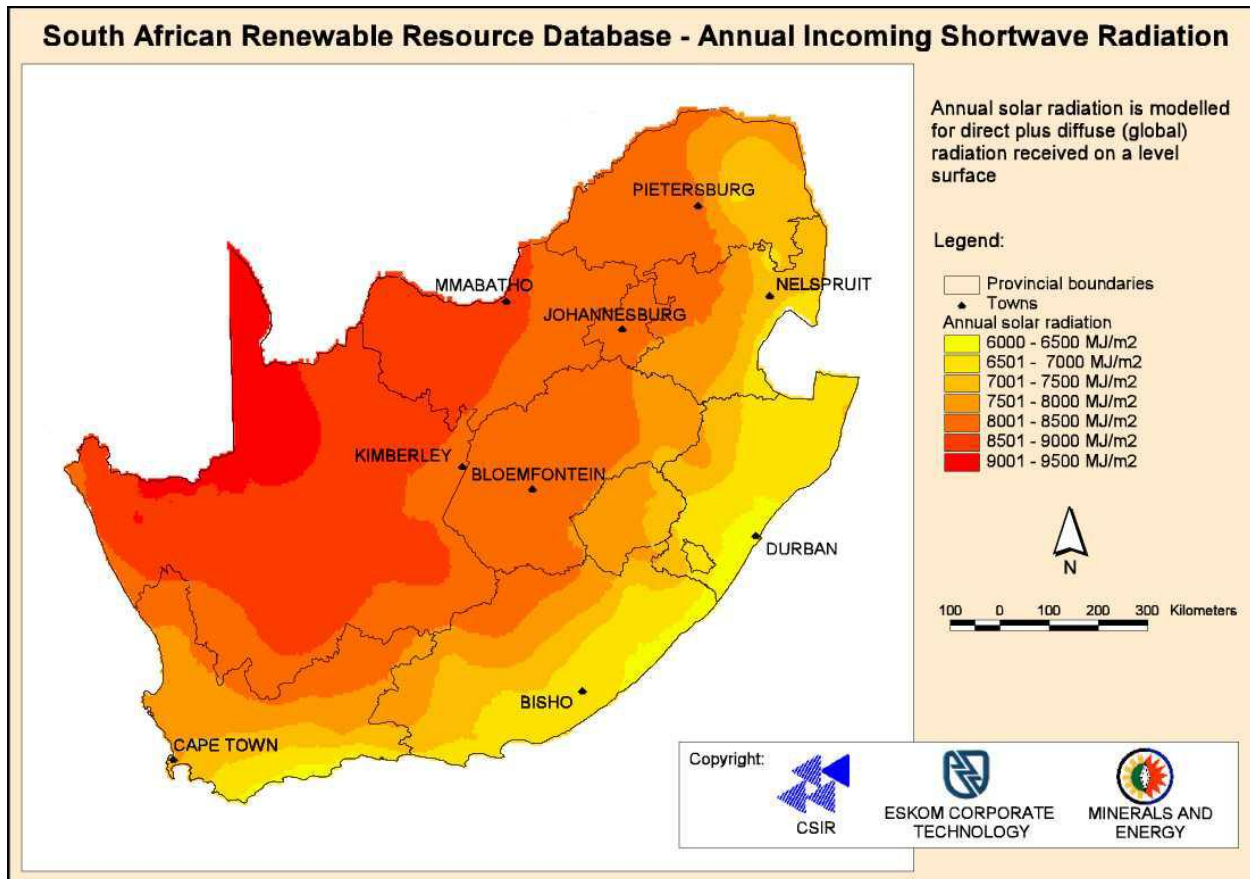 South African Renewable Resource Database - Annual Incoming Shortwave Radiation
Annual solar radiation is modelled
for direct plus diffuse (global)
radiation received on a level
surface
PIETERSBURG
Legend:
Provincial boundaries
Towns
MMABATHO
NELSPRUIT
JOHANNESBURG
Annual solar radiation
6000 - 6500 MJ/m2
6501 - 7000 MJ/m2
7001 - 7500 MJ/m2
7501 - 8000 MJ/m2
8001 - 8500 MJ/m2
8501 - 9000 MJ/m2
9001 - 9500 MJ/m2
KIMBERLEY
BLOEMFONTEIN
DURBAN
N
100 0 100 200 300 Kilometers
BISHO
CAPE TOWN
Copyright:
CSIR
ESKOM CORPORATE
TECHNOLOGY
MINERALS AND
ENERGY